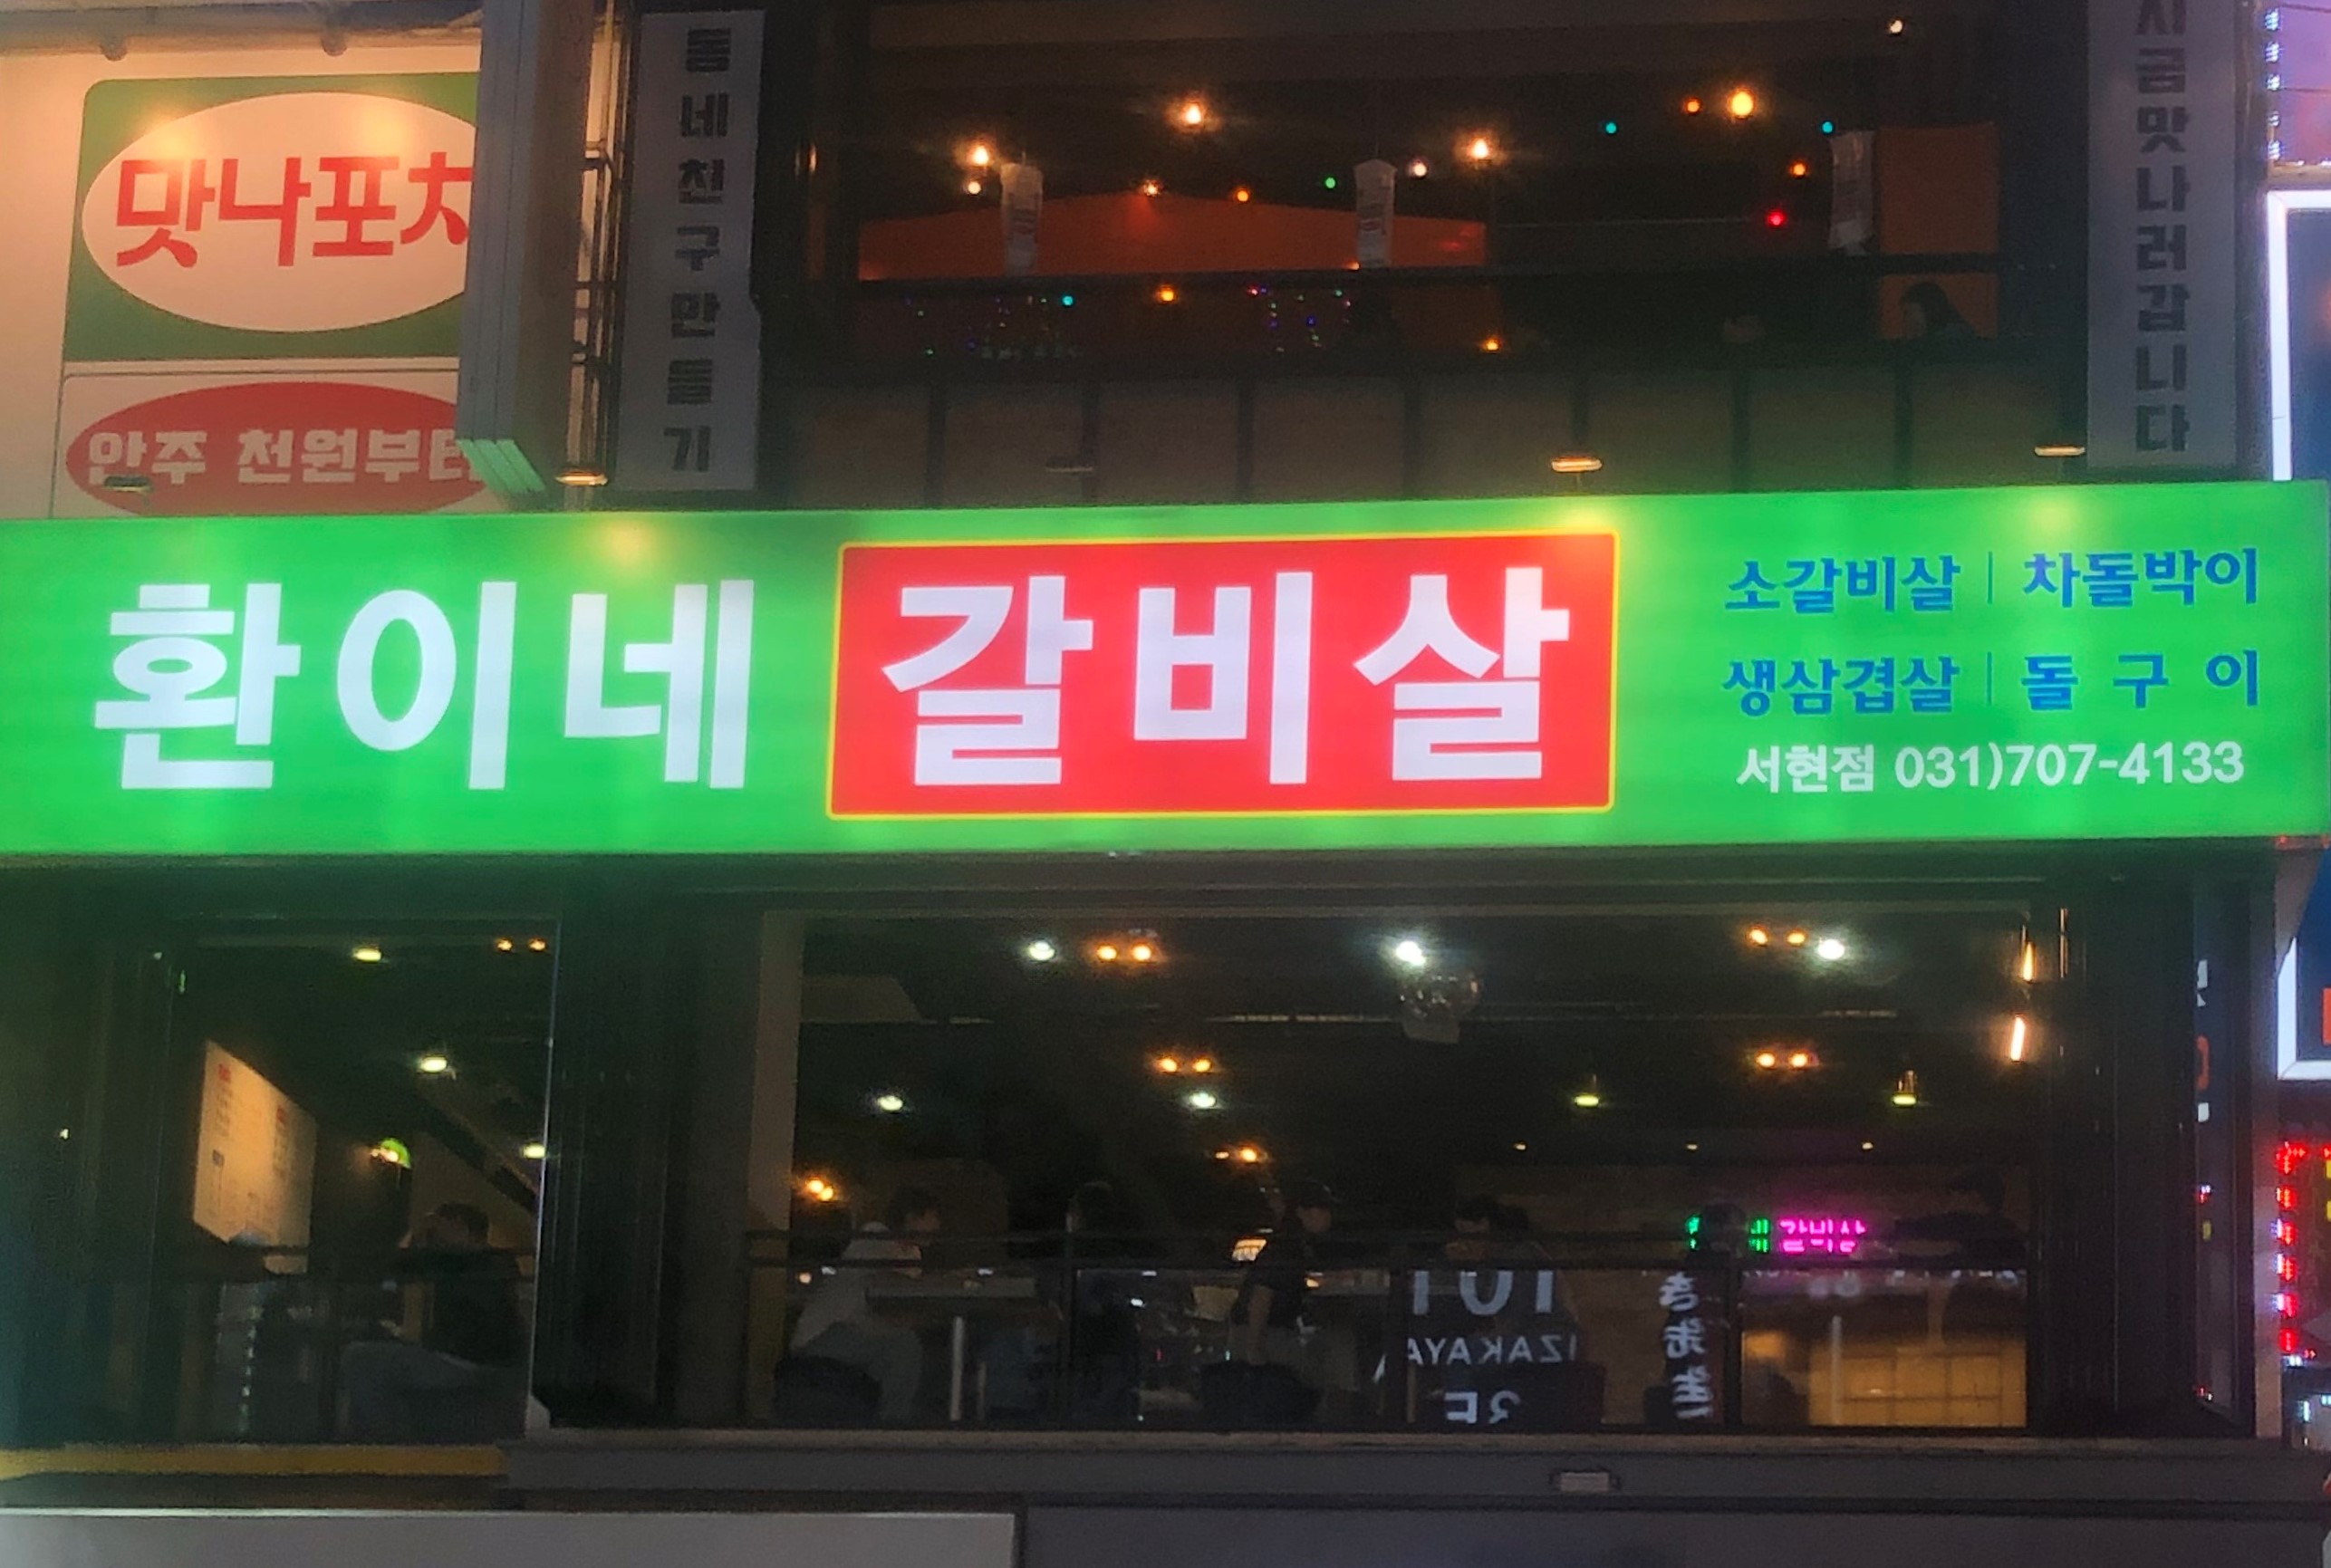 맛나포차
안주 천원부터
동네친구만들기
지금맛나러갑니다
환이네 갈비살
소갈비살 | 차돌박이
생삼겹살 | 돌구이
서현점 031)707-4133
갈비살
101
IZAKAYA